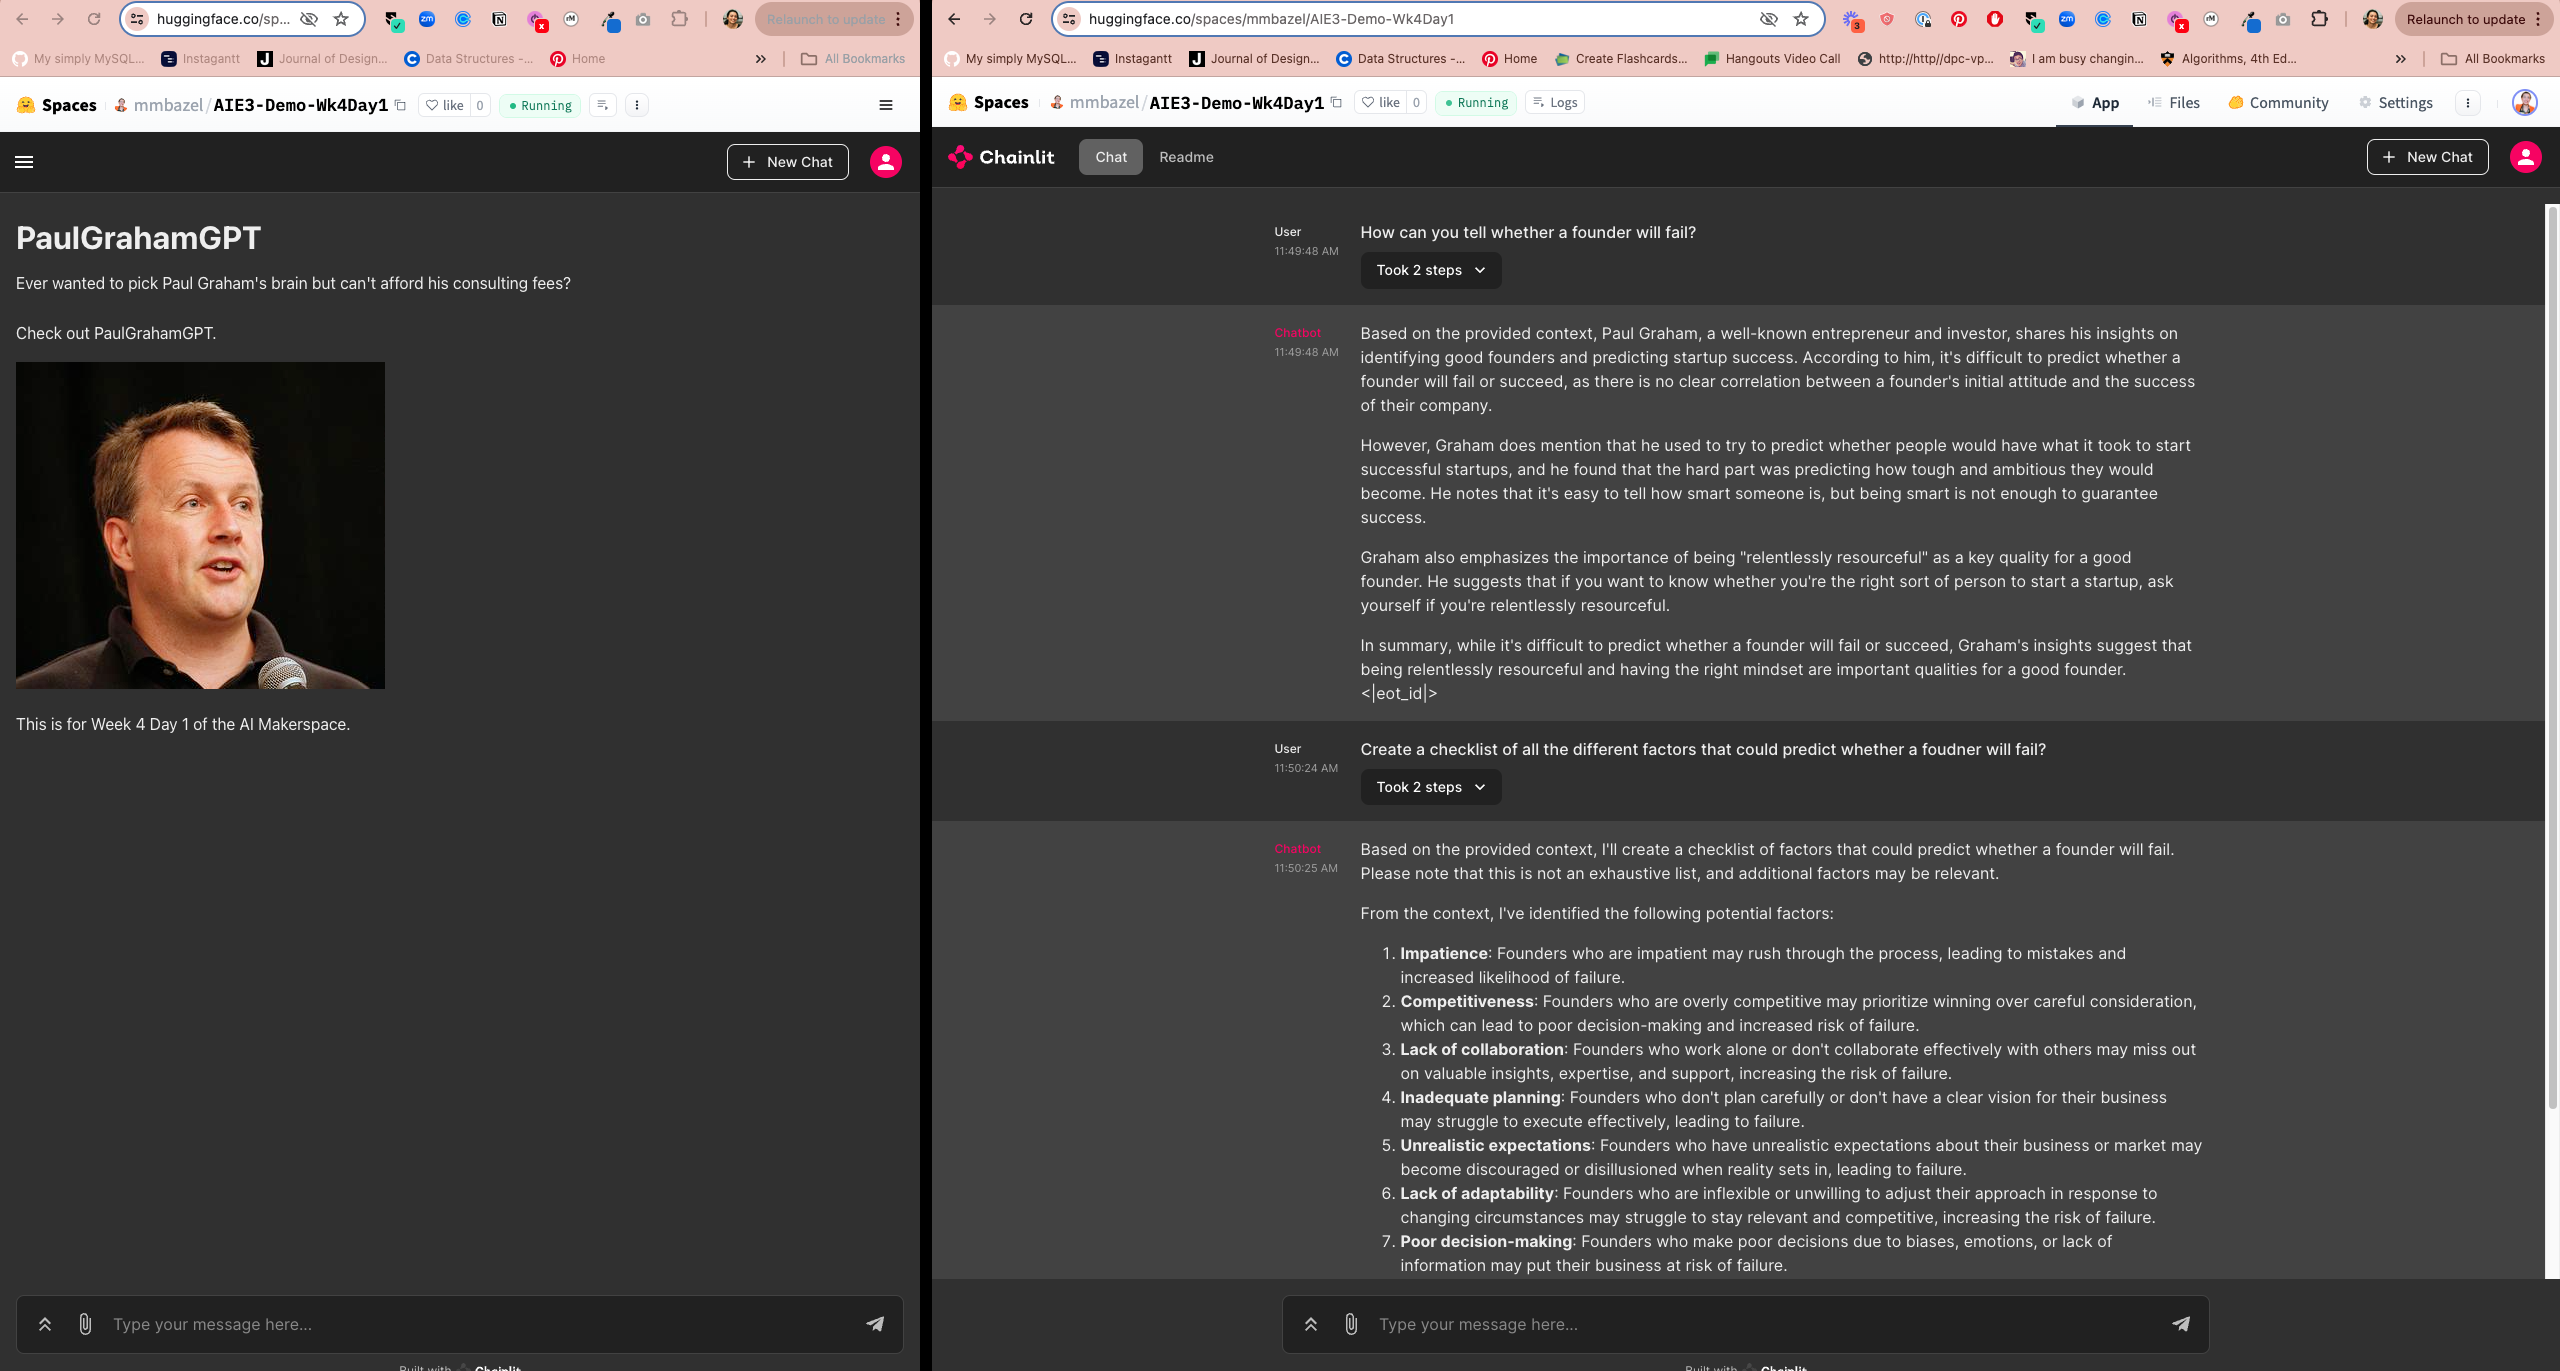 huggingface.co/sp...
Relaunch to update
My simply MySQL...
Instagantt
Journal of Design...
Data Structures -...
Home
»
All Bookmarks
Spaces
mmbazel/AIE3-Demo-Wk4Day1
like 0
Running
+ New Chat
PaulGrahamGPT
Ever wanted to pick Paul Graham's brain but can't afford his consulting fees?
Check out PaulGrahamGPT.
This is for Week 4 Day 1 of the AI Makerspace.
Type your message here...
Built with Chainlit
huggingface.co/spaces/mmbazel/AIE3-Demo-Wk4Day1
3
Relaunch to update
My simply MySQL...
Instagantt
Journal of Design...
Data Structures -...
Home
Create Flashcards...
Hangouts Video Call
http://http//dpc-vp...
I am busy changin...
Algorithms, 4th Ed...
»
All Bookmarks
Spaces
mmbazel/AIE3-Demo-Wk4Day1
like 0
Running
Logs
App
Files
Community
Settings
Chainlit
Chat
Readme
+ New Chat
User
11:49:48 AM
How can you tell whether a founder will fail?
Took 2 steps
Chatbot
11:49:48 AM
Based on the provided context, Paul Graham, a well-known entrepreneur and investor, shares his insights on
identifying good founders and predicting startup success. According to him, it's difficult to predict whether a
founder will fail or succeed, as there is no clear correlation between a founder's initial attitude and the success
of their company.
However, Graham does mention that he used to try to predict whether people would have what it took to start
successful startups, and he found that the hard part was predicting how tough and ambitious they would
become. He notes that it's easy to tell how smart someone is, but being smart is not enough to guarantee
success.
Graham also emphasizes the importance of being "relentlessly resourceful" as a key quality for a good
founder. He suggests that if you want to know whether you're the right sort of person to start a startup, ask
yourself if you're relentlessly resourceful.
In summary, while it's difficult to predict whether a founder will fail or succeed, Graham's insights suggest that
being relentlessly resourceful and having the right mindset are important qualities for a good founder.
<|eot_id|>
User
11:50:24 AM
Create a checklist of all the different factors that could predict whether a foudner will fail?
Took 2 steps
Chatbot
11:50:25 AM
Based on the provided context, I'll create a checklist of factors that could predict whether a founder will fail.
Please note that this is not an exhaustive list, and additional factors may be relevant.
From the context, I've identified the following potential factors:
1. Impatience: Founders who are impatient may rush through the process, leading to mistakes and
increased likelihood of failure.
2. Competitiveness: Founders who are overly competitive may prioritize winning over careful consideration,
which can lead to poor decision-making and increased risk of failure.
3. Lack of collaboration: Founders who work alone or don't collaborate effectively with others may miss out
on valuable insights, expertise, and support, increasing the risk of failure.
4. Inadequate planning: Founders who don't plan carefully or don't have a clear vision for their business
may struggle to execute effectively, leading to failure.
5. Unrealistic expectations: Founders who have unrealistic expectations about their business or market may
become discouraged or disillusioned when reality sets in, leading to failure.
6. Lack of adaptability: Founders who are inflexible or unwilling to adjust their approach in response to
changing circumstances may struggle to stay relevant and competitive, increasing the risk of failure.
7. Poor decision-making: Founders who make poor decisions due to biases, emotions, or lack of
information may put their business at risk of failure.
Type your message here...
Built with Chainlit